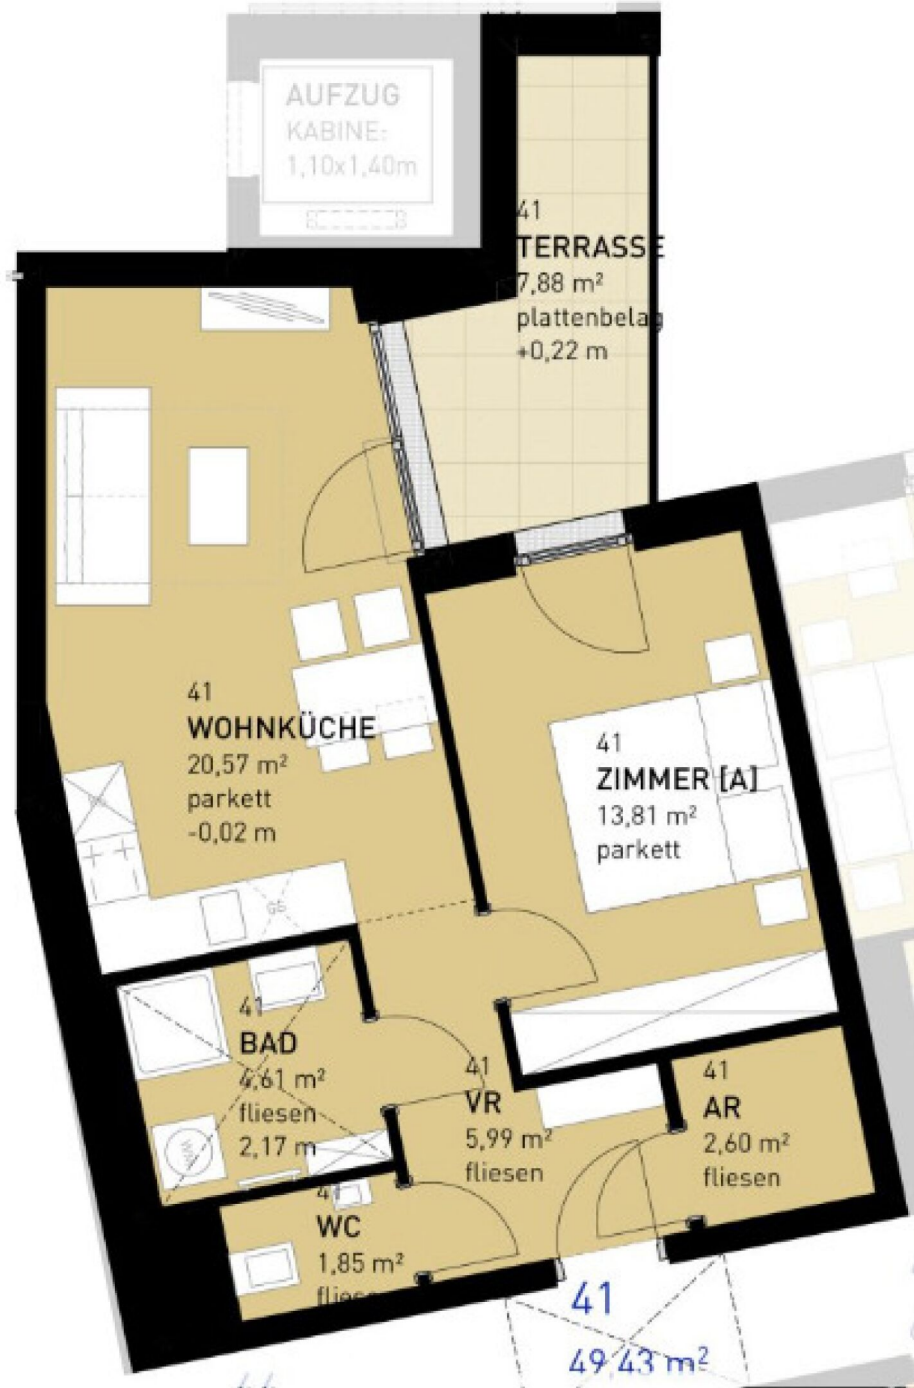 AUFZUG
KABINE:
1,10x1,40m
41
TERRASSE
7,88 m²
plattenbelag
+0,22 m
41
WOHNKÜCHE
20,57 m²
parkett
-0,02 m
41
ZIMMER [A]
13,81 m²
parkett
GS
41
BAD
4,61 m²
fliesen
2,17 m
WM
41
VR
5,99 m²
fliesen
41
AR
2,60 m²
fliesen
WC
1,85 m²
41
49,43 m²